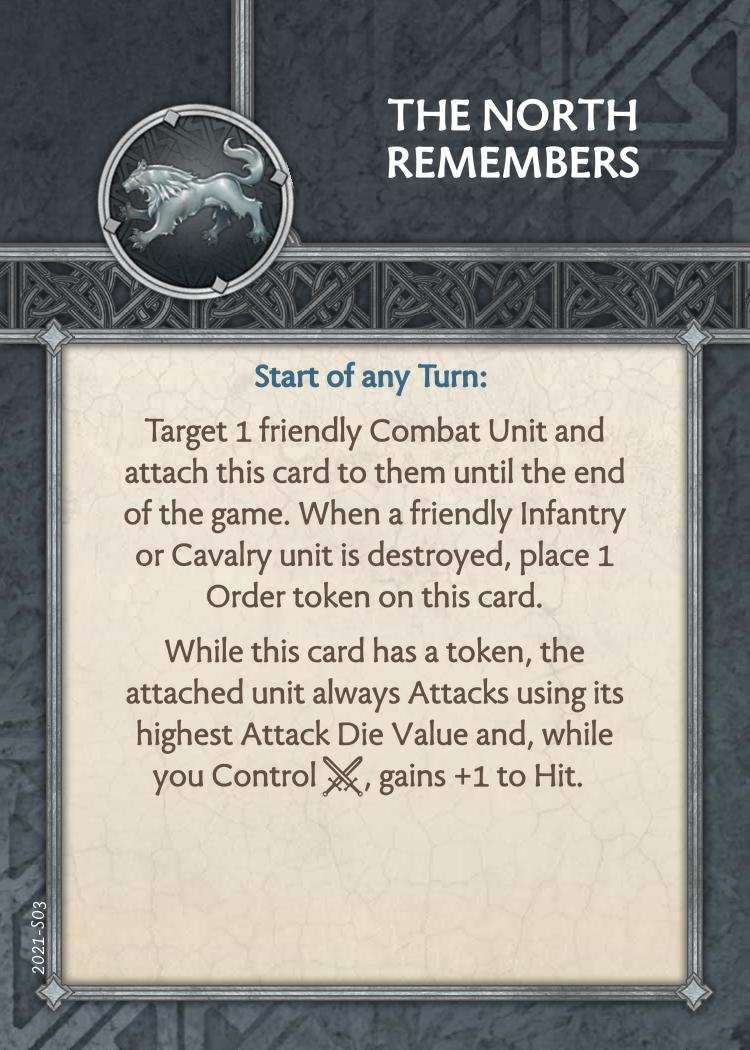 THE NORTH
REMEMBERS
Start of any Turn:
Target 1 friendly Combat Unit and
attach this card to them until the end
of the game. When a friendly Infantry
or Cavalry unit is destroyed, place 1
Order token on this card.
While this card has a token, the
attached unit always Attacks using its
highest Attack Die Value and, while
you Control , gains +1 to Hit.
2021-S03